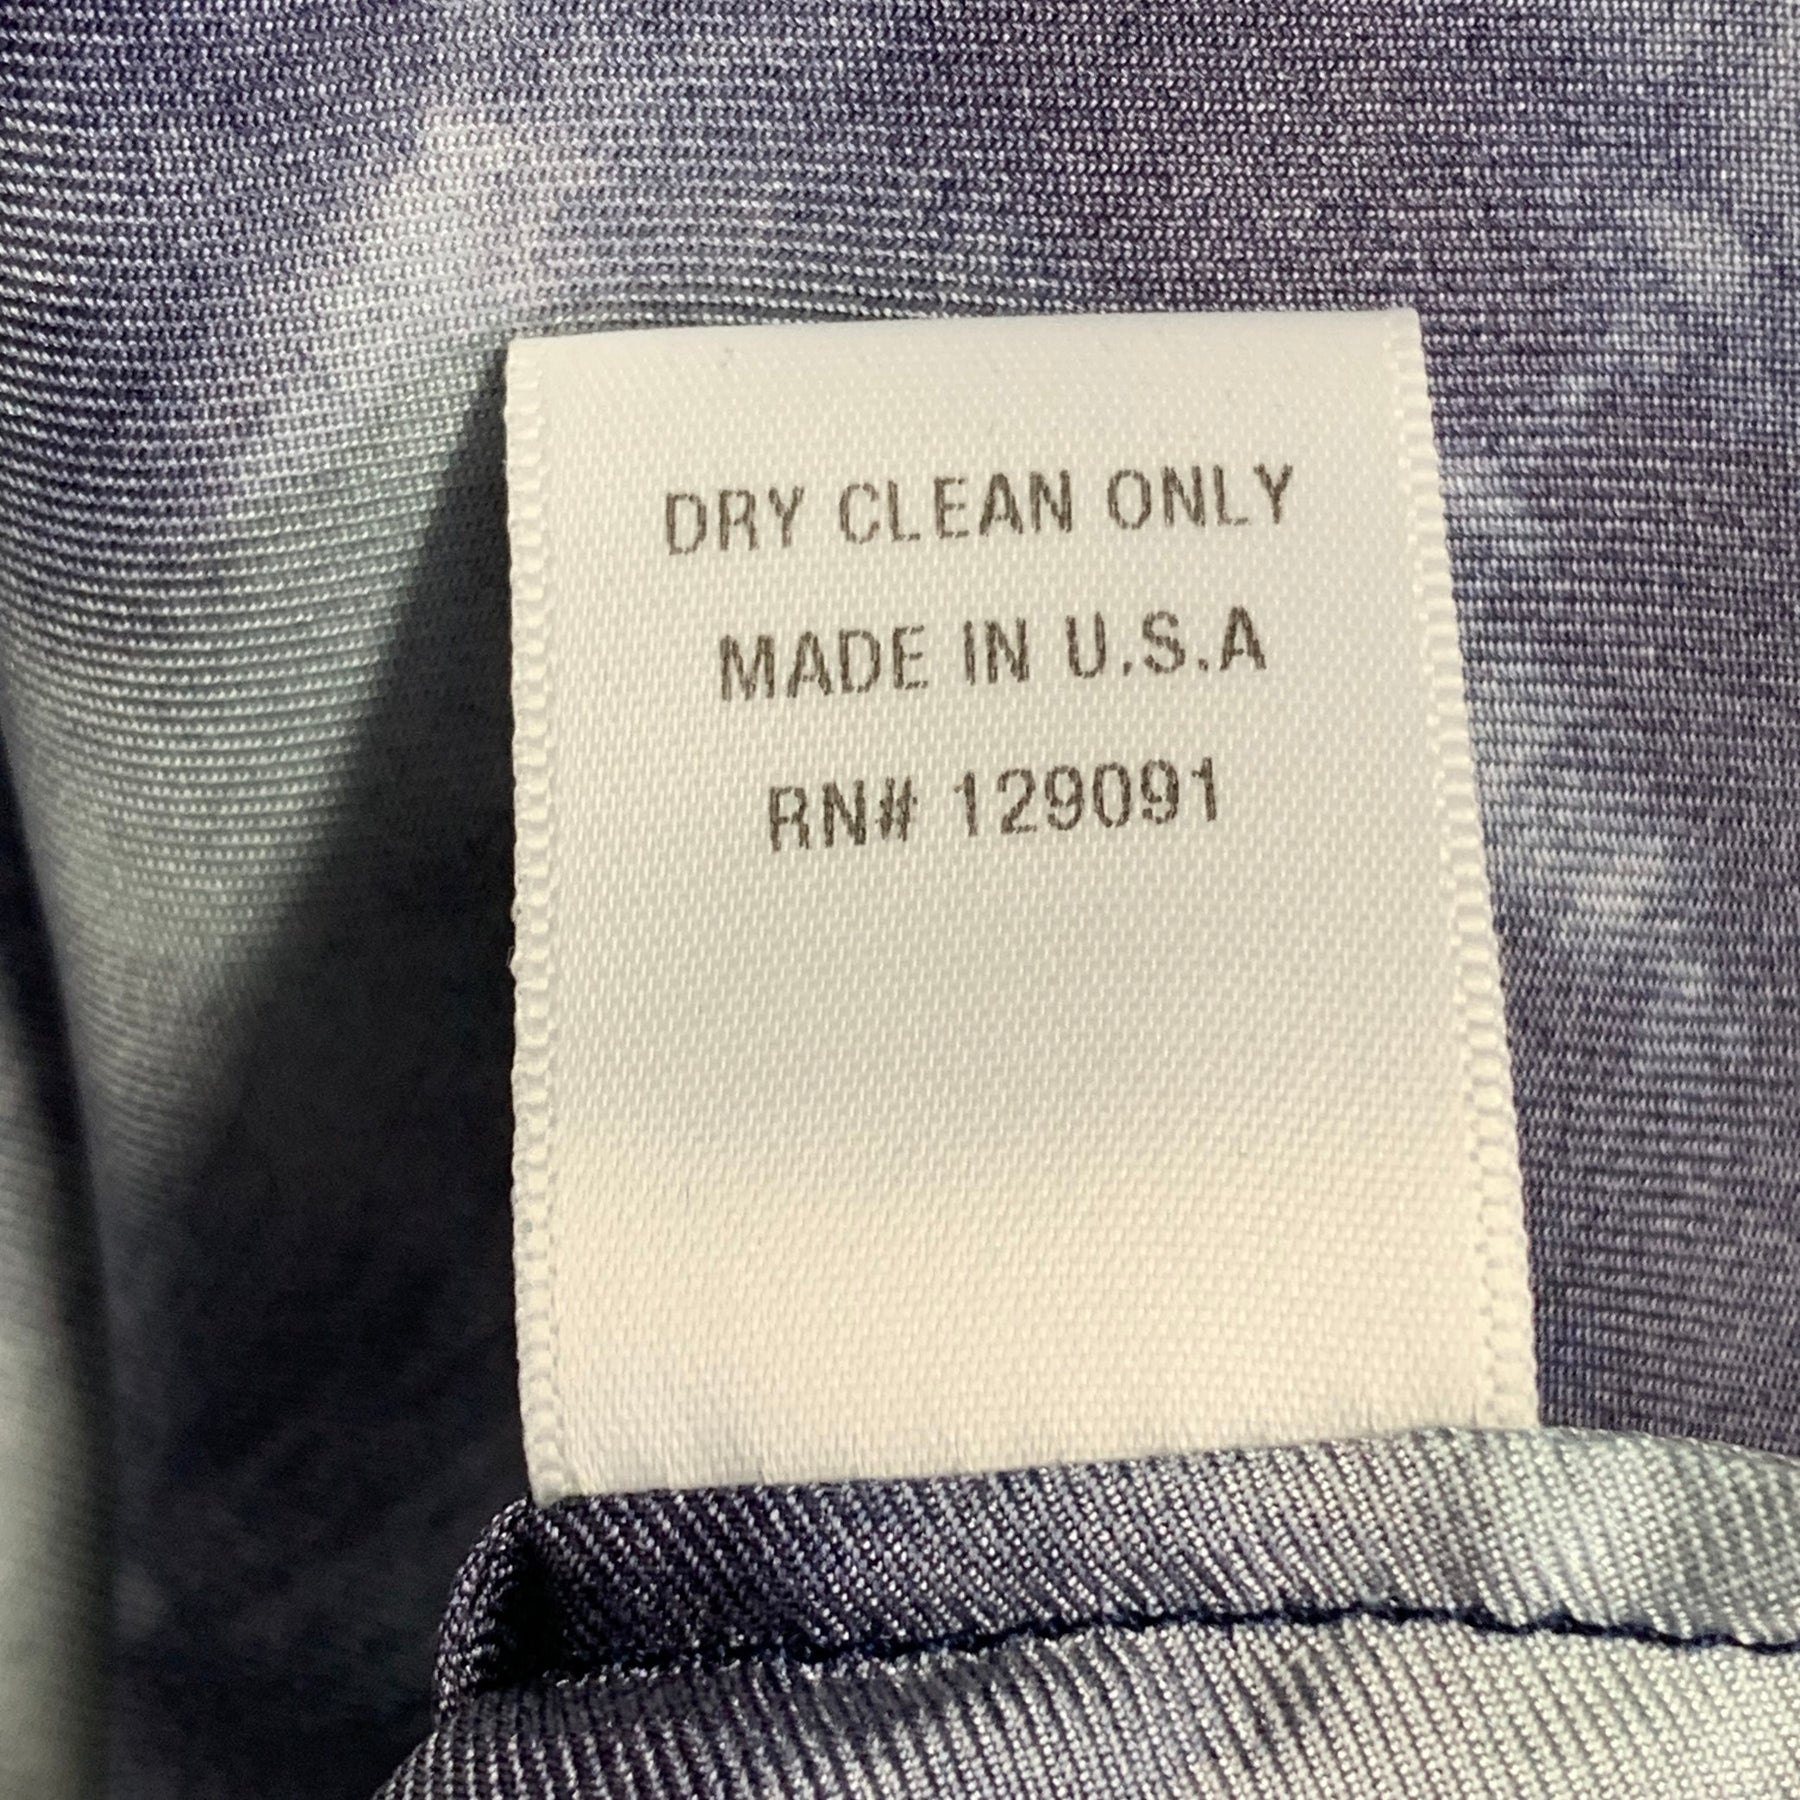 DRY CLEAN ONLY
MADE IN U.S.A
RN# 129091